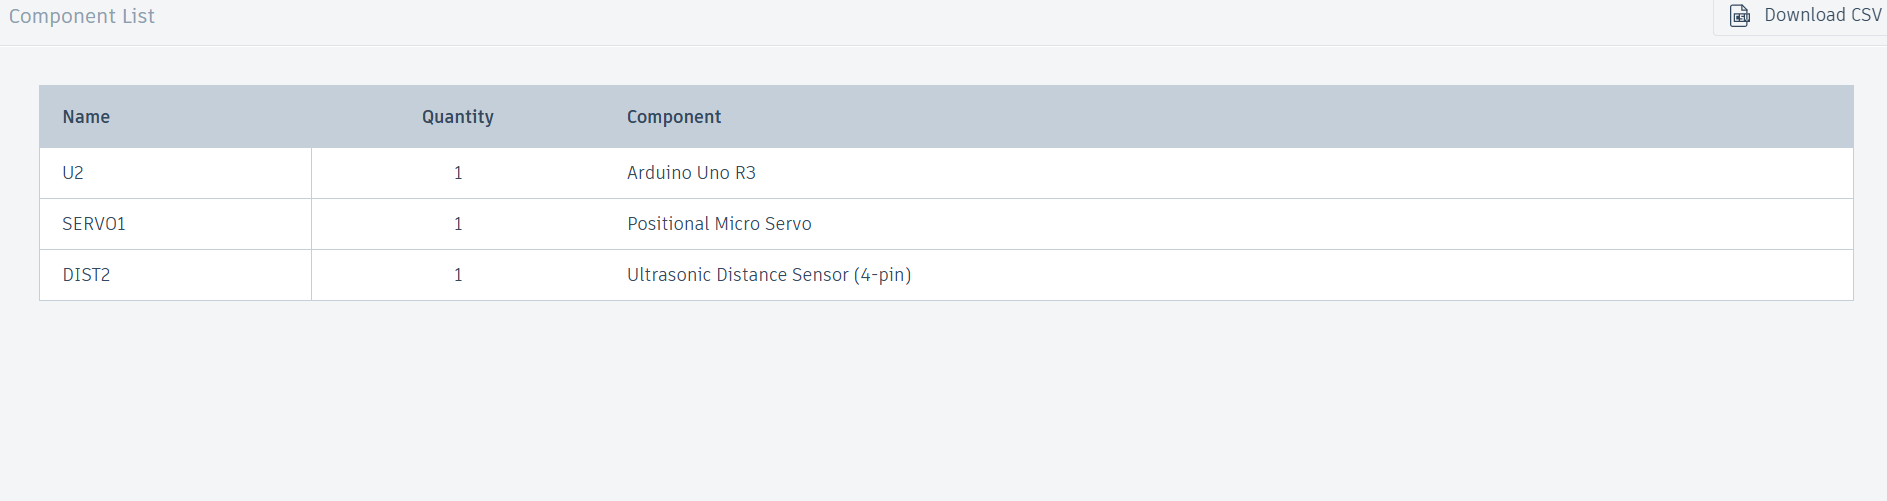 Component List
Download CSV
Name Quantity Component
U2 1 Arduino Uno R3
SERVO1 1 Positional Micro Servo
DIST2 1 Ultrasonic Distance Sensor (4-pin)